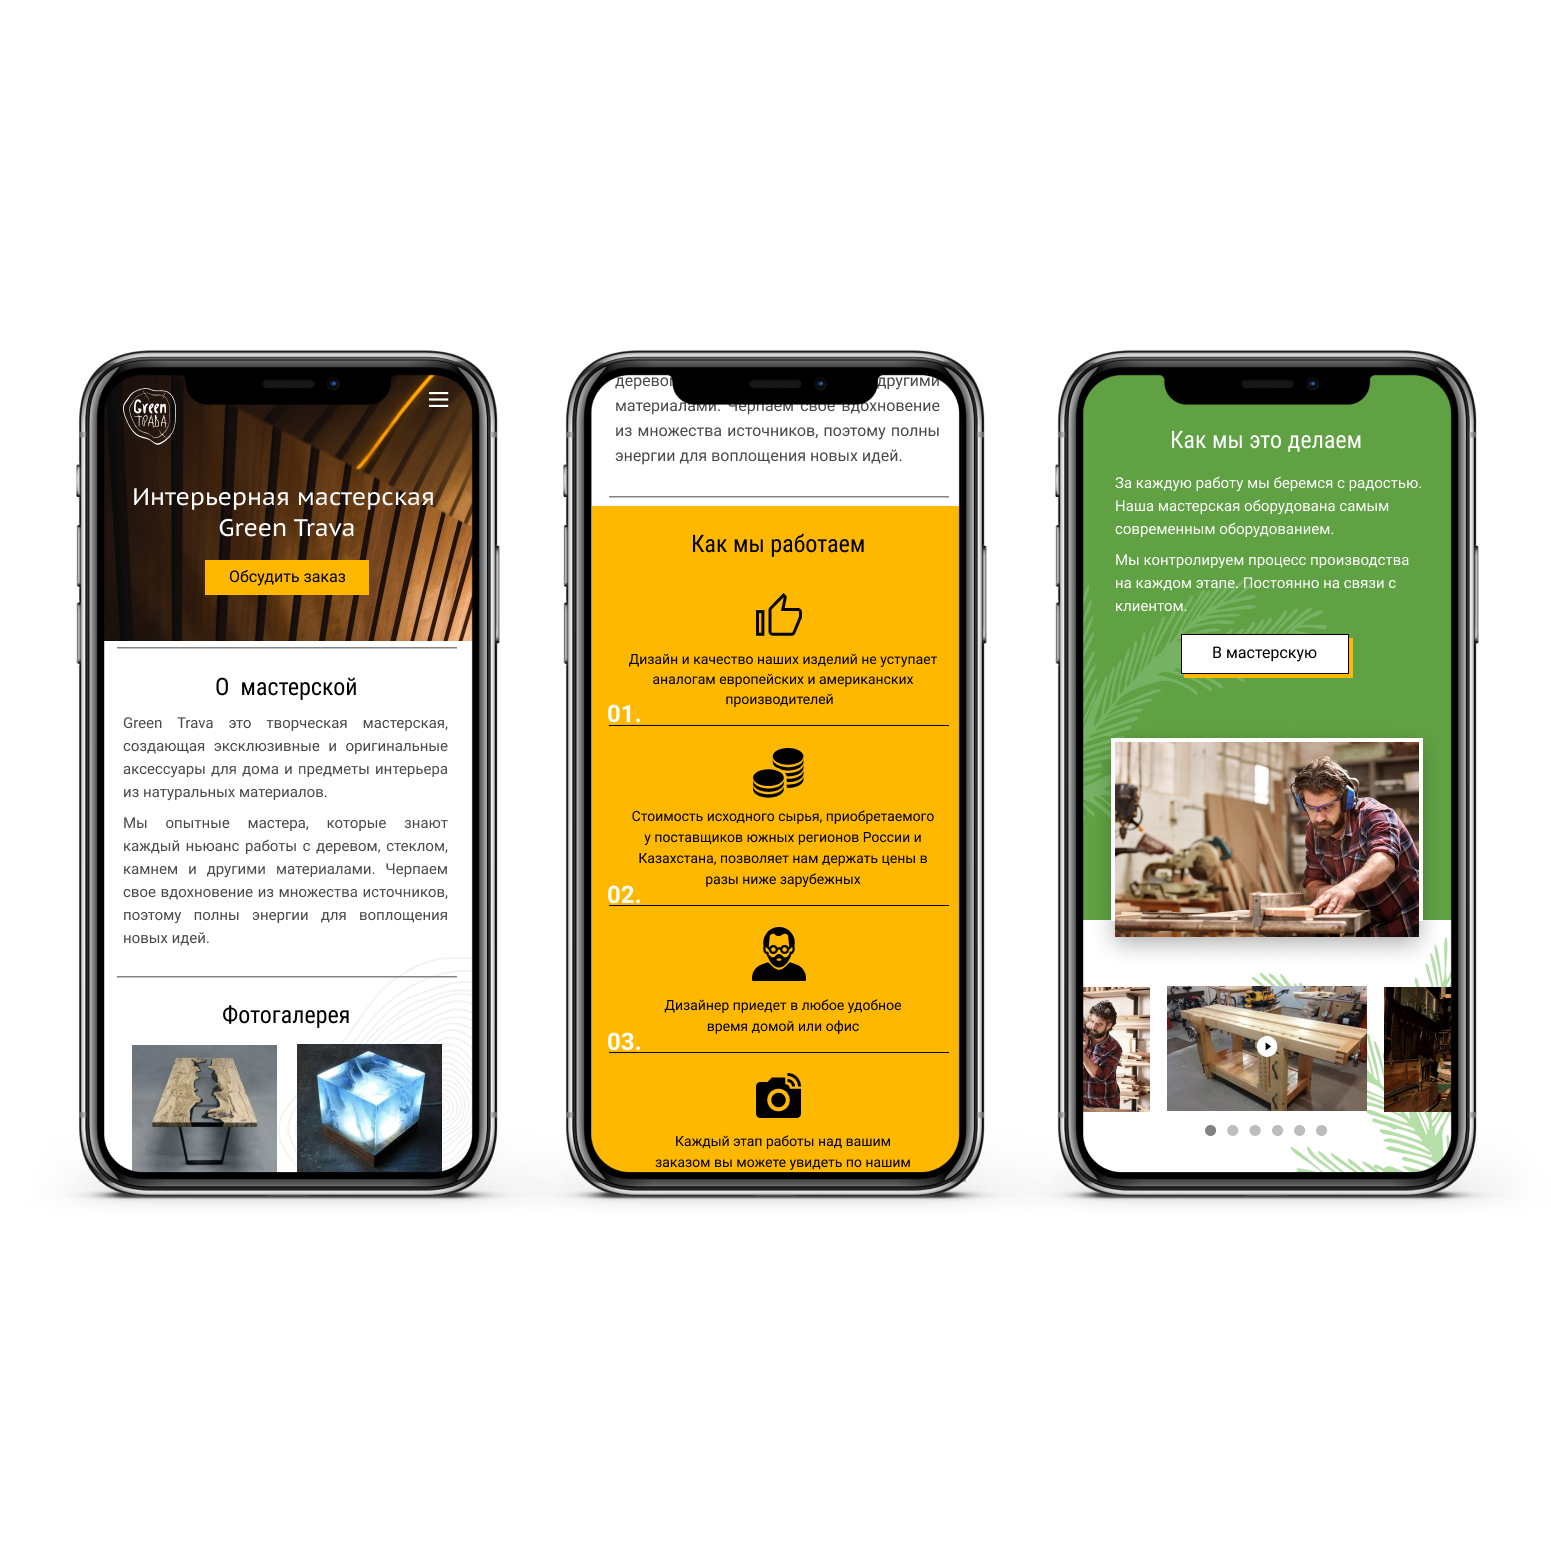 Green
ТРАВА
Интерьерная мастерская
Green Trava
Обсудить заказ
О мастерской
Green Trava это творческая мастерская,
создающая эксклюзивные и оригинальные
аксессуары для дома и предметы интерьера
из натуральных материалов.
Мы опытные мастера, которые знают
каждый ньюанс работы с деревом, стеклом,
камнем и другими материалами. Черпаем
свое вдохновение из множества источников,
поэтому полны энергии для воплощения
новых идей.
Фотогалерея
другими
материалами. Черпаем свое вдохновение
из множества источников, поэтому полны
энергии для воплощения новых идей.
Как мы работаем
Дизайн и качество наших изделий не уступает
аналогам европейских и американских
производителей
01.
Стоимость исходного сырья, приобретаемого
у поставщиков южных регионов России и
Казахстана, позволяет нам держать цены в
разы ниже зарубежных
02.
Дизайнер приедет в любое удобное
время домой или офис
03.
Каждый этап работы над вашим
заказом вы можете увидеть по нашим
Как мы это делаем
За каждую работу мы беремся с радостью.
Наша мастерская оборудована самым
современным оборудованием.
Мы контролируем процесс производства
на каждом этапе. Постоянно на связи с
клиентом.
В мастерскую